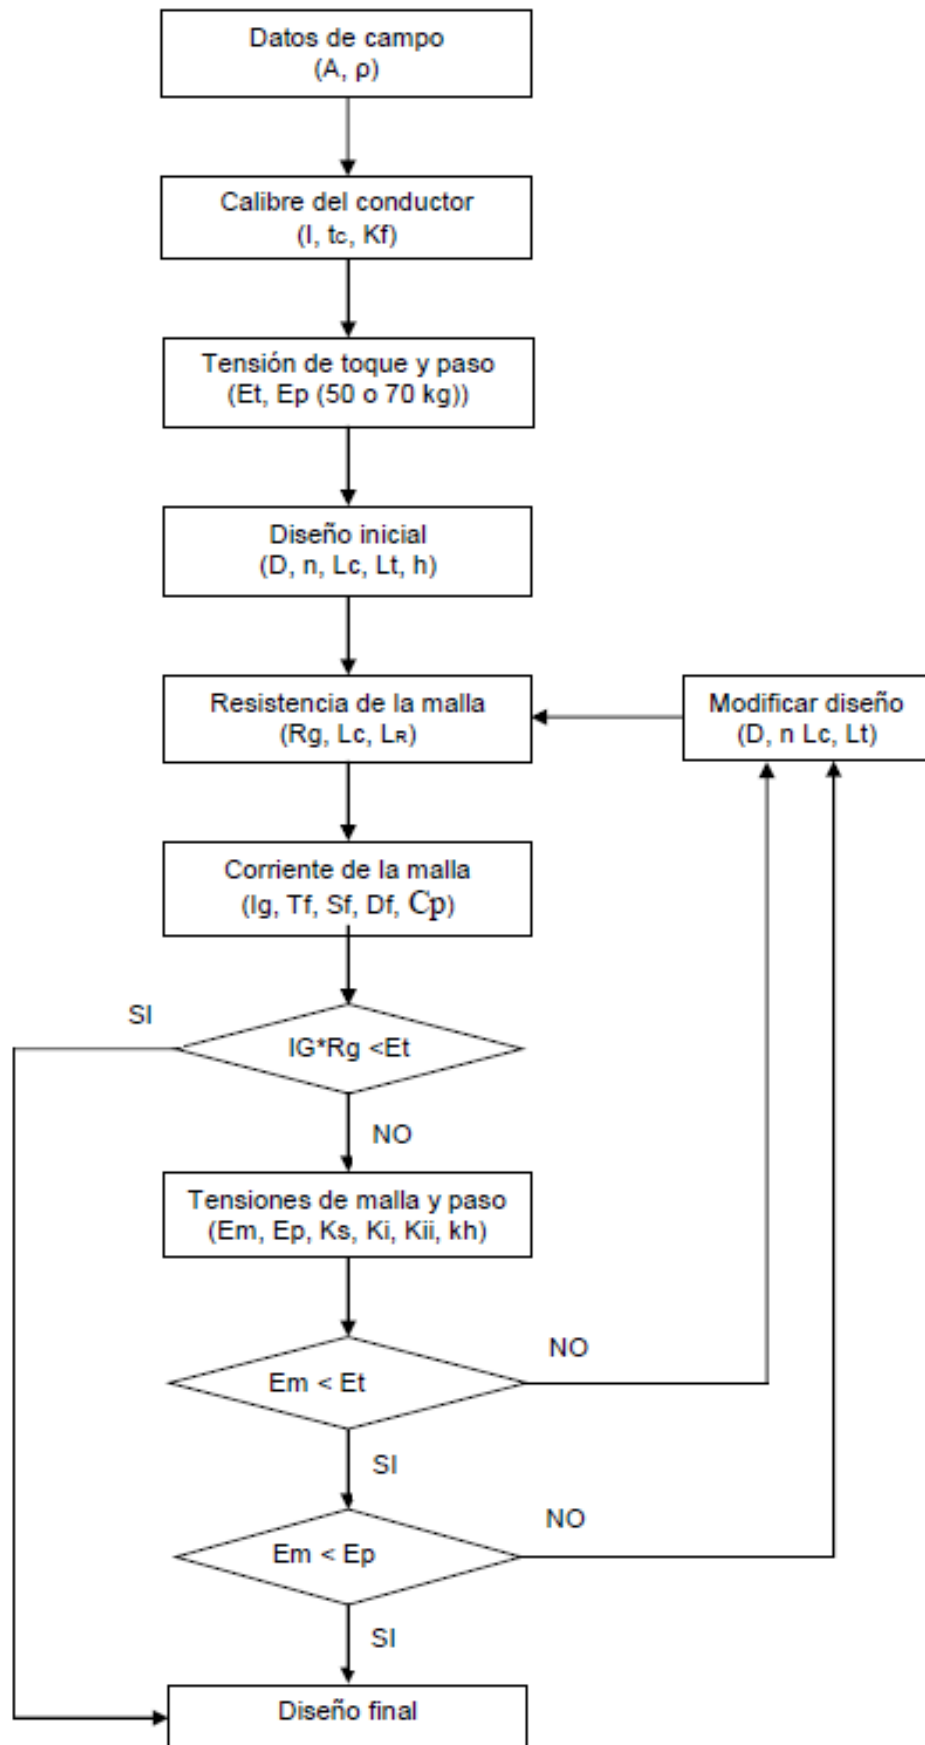 Datos de campo
(A, ρ)
Calibre del conductor
(I, tc, Kf)
Tensión de toque y paso
(Et, Ep (50 o 70 kg))
Diseño inicial
(D, n, Lc, Lt, h)
Resistencia de la malla
(Rg, Lc, LR)
Modificar diseño
(D, n Lc, Lt)
Corriente de la malla
(Ig, Tf, Sf, Df, Cp)
SI
IG*Rg <Et
NO
Tensiones de malla y paso
(Em, Ep, Ks, Ki, Kii, kh)
NO
Em < Et
SI
NO
Em < Ep
SI
Diseño final